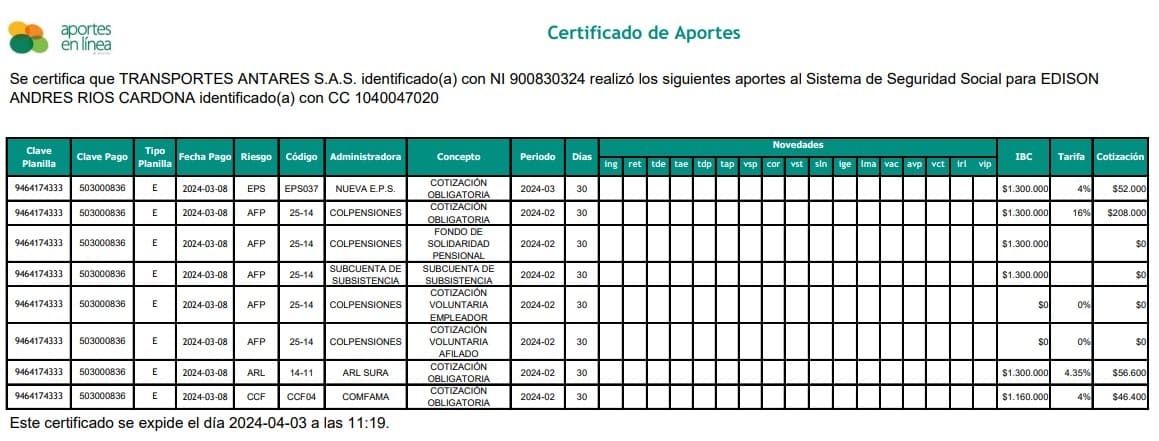 aportes
en línea
Certificado de Aportes
Se certifica que TRANSPORTES ANTARES S.A.S. identificado(a) con NI 900830324 realizó los siguientes aportes al Sistema de Seguridad Social para EDISON
ANDRES RIOS CARDONA identificado(a) con CC 1040047020
Clave Planilla Clave Pago Tipo Planilla Fecha Pago Riesgo Código Administradora Concepto Periodo Días Novedades IBC Tarifa Cotización
ing ret tde tae tdp tap vsp cor vst sln ige lma vac avp vct irl vip
9464174333 503000836 E 2024-03-08 EPS EPS037 NUEVA E.P.S. COTIZACIÓN OBLIGATORIA 2024-03 30 $1.300.000 4% $52.000
9464174333 503000836 E 2024-03-08 AFP 25-14 COLPENSIONES COTIZACIÓN OBLIGATORIA 2024-02 30 $1.300.000 16% $208.000
9464174333 503000836 E 2024-03-08 AFP 25-14 COLPENSIONES FONDO DE SOLIDARIDAD PENSIONAL 2024-02 30 $1.300.000 $0
9464174333 503000836 E 2024-03-08 AFP 25-14 SUBCUENTA DE SUBSISTENCIA SUBCUENTA DE SUBSISTENCIA 2024-02 30 $1.300.000 $0
9464174333 503000836 E 2024-03-08 AFP 25-14 COLPENSIONES COTIZACIÓN VOLUNTARIA EMPLEADOR 2024-02 30 $0 0% $0
9464174333 503000836 E 2024-03-08 AFP 25-14 COLPENSIONES COTIZACIÓN VOLUNTARIA AFILADO 2024-02 30 $0 0% $0
9464174333 503000836 E 2024-03-08 ARL 14-11 ARL SURA COTIZACIÓN OBLIGATORIA 2024-02 30 $1.300.000 4.35% $56.600
9464174333 503000836 E 2024-03-08 CCF CCF04 COMFAMA COTIZACIÓN OBLIGATORIA 2024-02 30 $1.160.000 4% $46.400
Este certificado se expide el día 2024-04-03 a las 11:19.